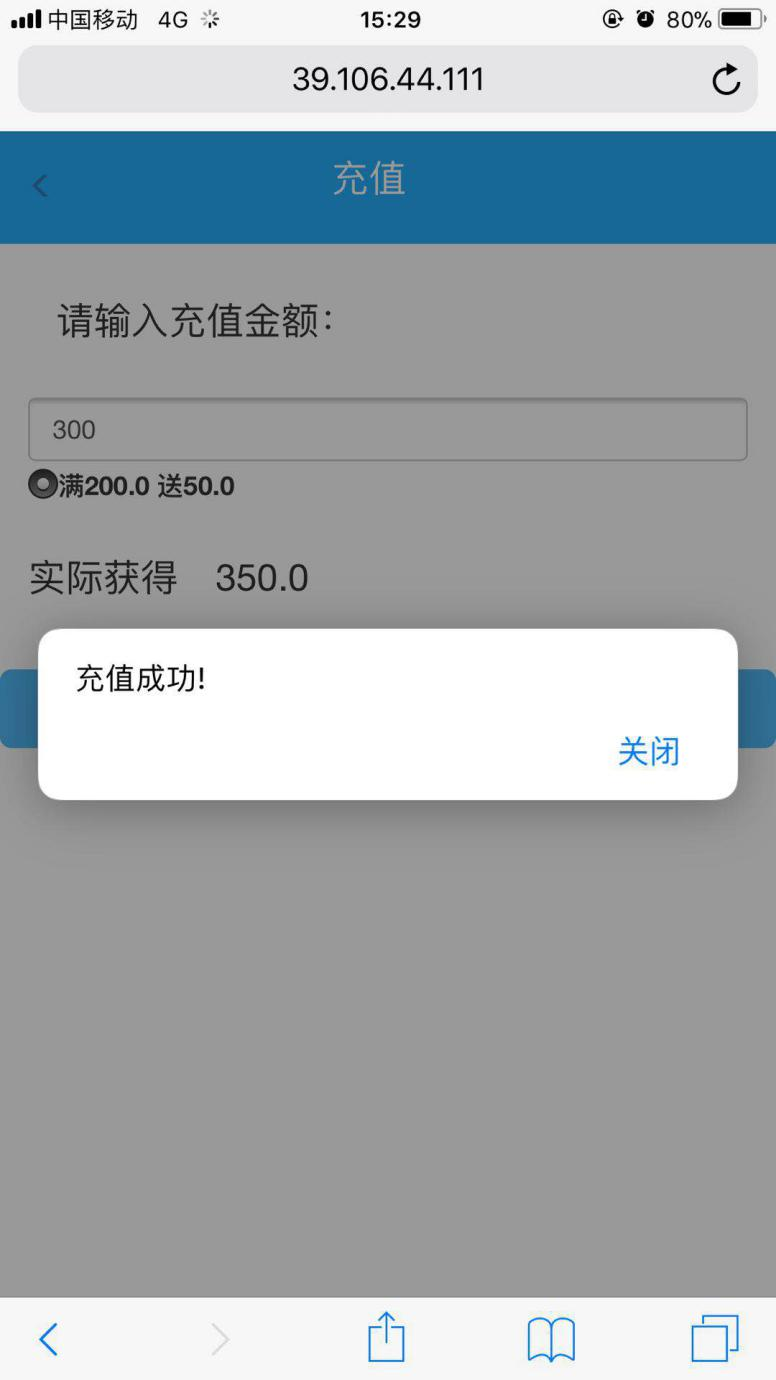 中国移动 4G 15:29 80%
39.106.44.111
充值
请输入充值金额：
300
满200.0 送50.0
实际获得 350.0
充值成功!
关闭